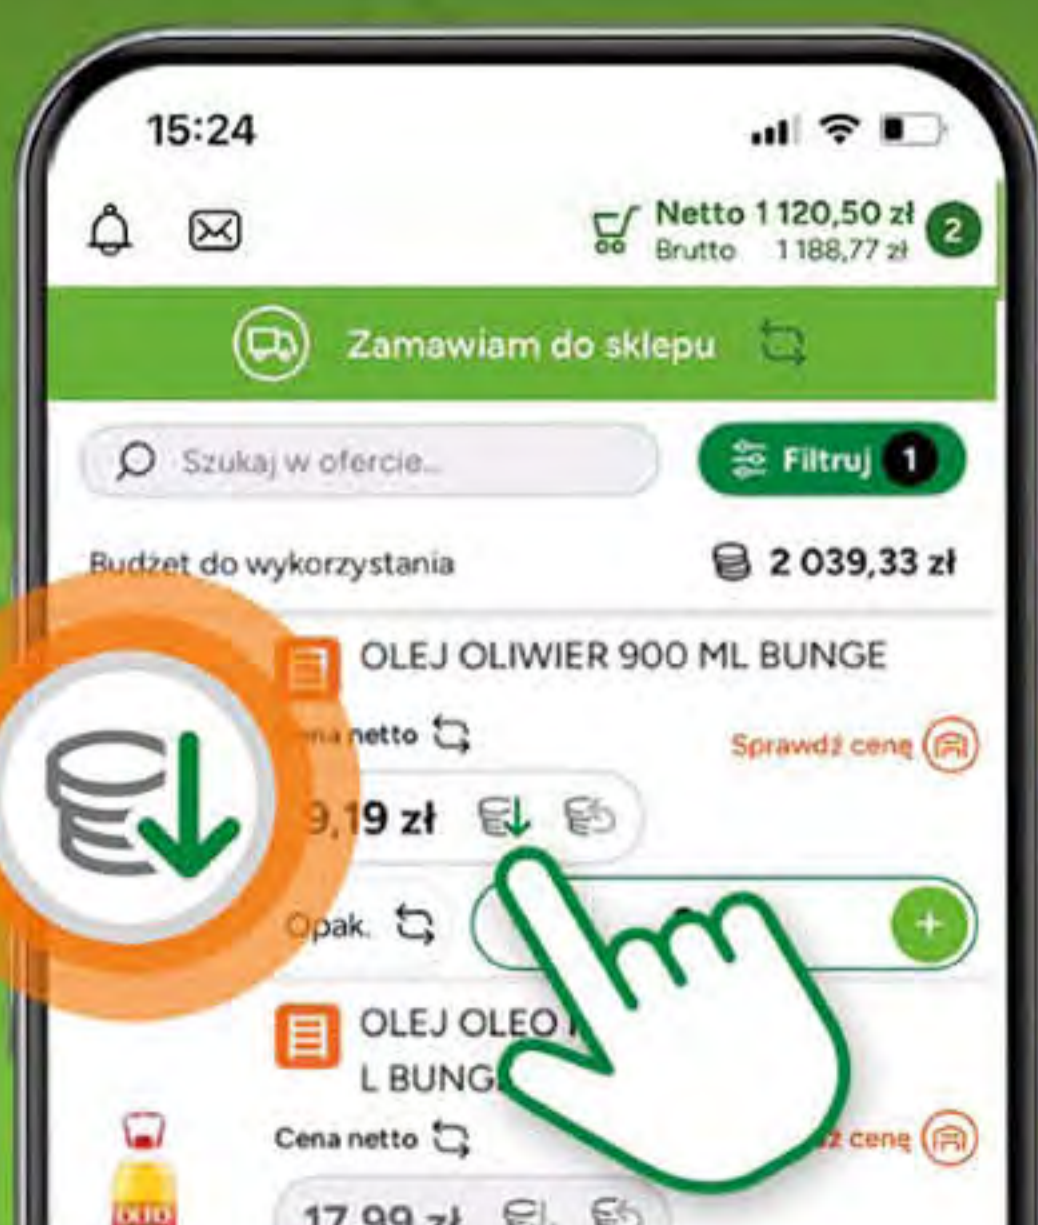 15:24
Netto 1 120,50 zł
2
Brutto 1 188,77 zł
Zamawiam do sklepu
Szukaj w ofercie...
Filtruj 1
Budżet do wykorzystania
2 039,33 zł
OLEJ OLIWIER 900 ML BUNGE
netto
Sprawdź cenę
9,19 zł
Opak.
+
OLEJ OLEO
L BUNG
Cena netto
cenę
17,99 zł
DUO